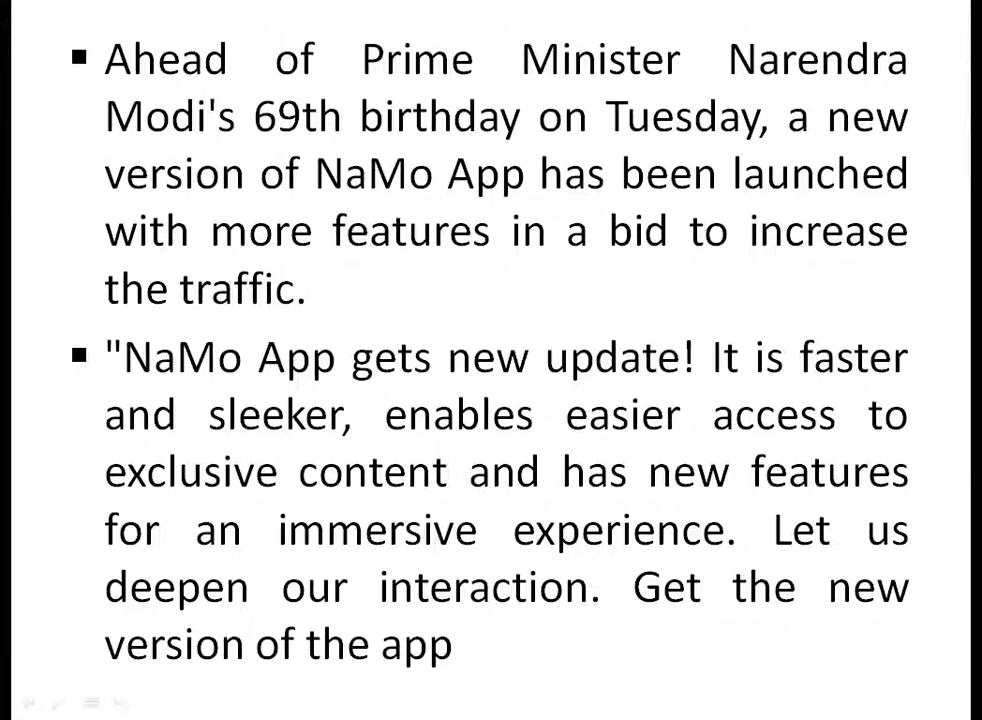 ▪ Ahead of Prime Minister Narendra
Modi's 69th birthday on Tuesday, a new
version of NaMo App has been launched
with more features in a bid to increase
the traffic.
▪ "NaMo App gets new update! It is faster
and sleeker, enables easier access to
exclusive content and has new features
for an immersive experience. Let us
deepen our interaction. Get the new
version of the app